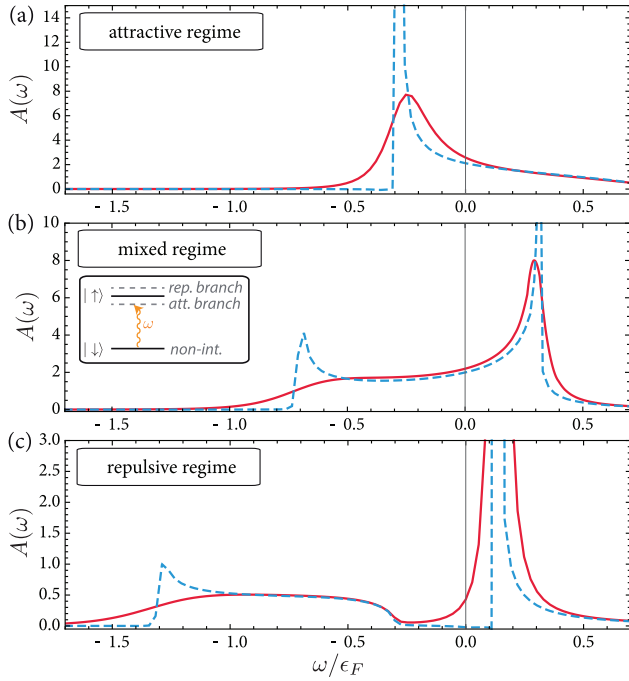 (a)
attractive regime
A(ω)
14
12
10
8
6
4
2
0
- 1.5
- 1.0
- 0.5
0.0
0.5
(b)
mixed regime
A(ω)
10
8
6
4
2
0
rep. branch
| ↑⟩
att. branch
ω
| ↓⟩
non-int.
- 1.5
- 1.0
- 0.5
0.0
0.5
(c)
repulsive regime
A(ω)
3.0
2.5
2.0
1.5
1.0
0.5
0.0
- 1.5
- 1.0
- 0.5
0.0
0.5
ω/ϵ_F